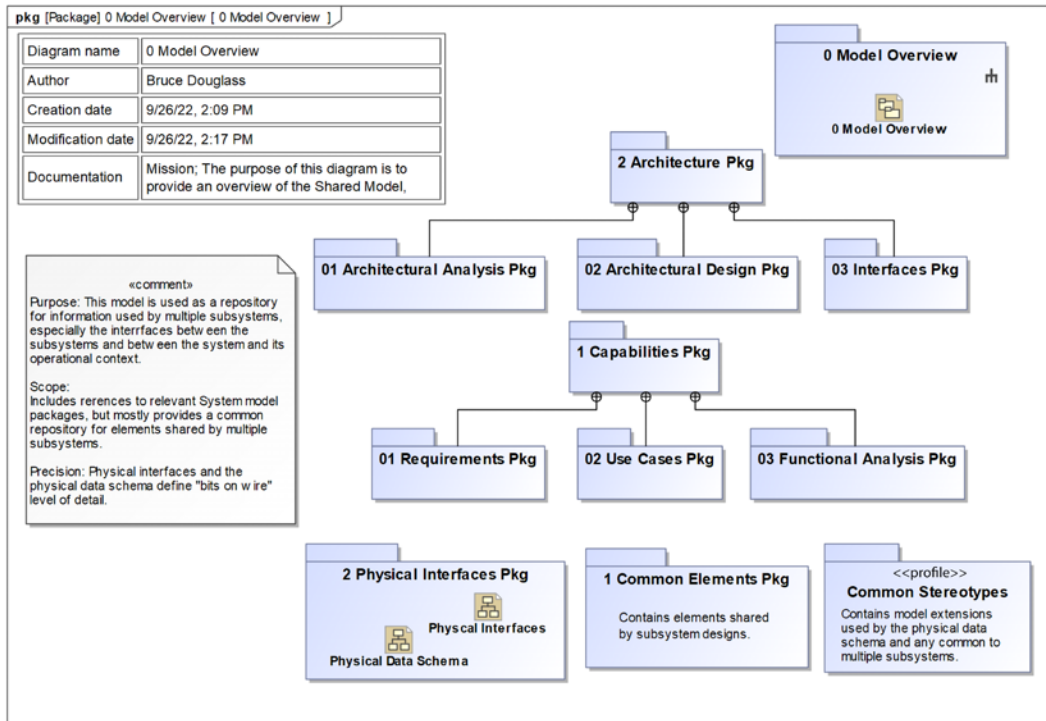 pkg [Package] 0 Model Overview [ 0 Model Overview ]
Diagram name 0 Model Overview
Author Bruce Douglass
Creation date 9/26/22, 2:09 PM
Modification date 9/26/22, 2:17 PM
Documentation Mission; The purpose of this diagram is to
provide an overview of the Shared Model,
0 Model Overview
0 Model Overview
2 Architecture Pkg
01 Architectural Analysis Pkg
02 Architectural Design Pkg
03 Interfaces Pkg
«comment»
Purpose: This model is used as a repository
for information used by multiple subsystems,
especially the interrfaces between the
subsystems and between the system and its
operational context.
Scope:
Includes rerences to relevant System model
packages, but mostly provides a common
repository for elements shared by multiple
subsystems.
Precision: Physical interfaces and the
physical data schema define "bits on wire"
level of detail.
1 Capabilities Pkg
01 Requirements Pkg
02 Use Cases Pkg
03 Functional Analysis Pkg
2 Physical Interfaces Pkg
Physcal Interfaces
Physical Data Schema
1 Common Elements Pkg
Contains elements shared
by subsystem designs.
<<profile>>
Common Stereotypes
Contains model extensions
used by the physical data
schema and any common to
multiple subsystems.